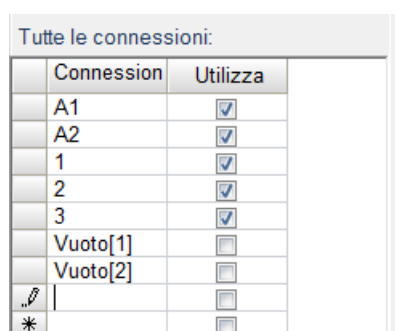 Tutte le connessioni:
Connession Utilizza
A1
A2
1
2
3
Vuoto[1]
Vuoto[2]